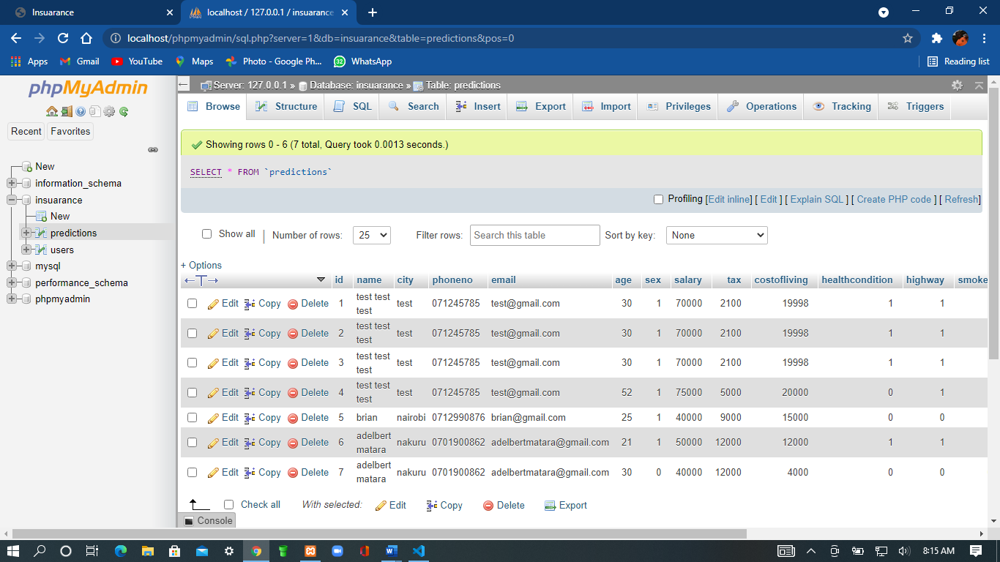 Insuarance
localhost / 127.0.0.1 / insuarance
localhost/phpmyadmin/sql.php?server=1&db=insuarance&table=predictions&pos=0
Apps Gmail YouTube Maps Photo - Google Ph... 32 WhatsApp Reading list
phpMyAdmin
Recent Favorites
New
information_schema
insuarance
New
predictions
users
mysql
performance_schema
phpmyadmin
Server: 127.0.0.1 » Database: insuarance » Table: predictions
Browse Structure SQL Search Insert Export Import Privileges Operations Tracking Triggers
Showing rows 0 - 6 (7 total, Query took 0.0013 seconds.)
SELECT * FROM `predictions`
Profiling [Edit inline] [ Edit ] [ Explain SQL ] [ Create PHP code ] [ Refresh]
Show all | Number of rows: 25 Filter rows: Search this table Sort by key: None
+ Options
←T→ id name city phoneno email age sex salary tax costofliving healthcondition highway smoke
Edit Copy Delete 1 test test test test 071245785 test@gmail.com 30 1 70000 2100 19998 1 1
Edit Copy Delete 2 test test test test 071245785 test@gmail.com 30 1 70000 2100 19998 1 1
Edit Copy Delete 3 test test test test 071245785 test@gmail.com 30 1 70000 2100 19998 1 1
Edit Copy Delete 4 test test test test 071245785 test@gmail.com 52 1 75000 5000 20000 0 1
Edit Copy Delete 5 brian nairobi 0712990876 brian@gmail.com 25 1 40000 9000 15000 0 0
Edit Copy Delete 6 adelbert matara nakuru 0701900862 adelbertmatara@gmail.com 21 1 50000 12000 12000 1 1
Edit Copy Delete 7 adelbert matara nakuru 0701900862 adelbertmatara@gmail.com 30 0 40000 12000 4000 0 0
Check all With selected: Edit Copy Delete Export
Console
8:15 AM